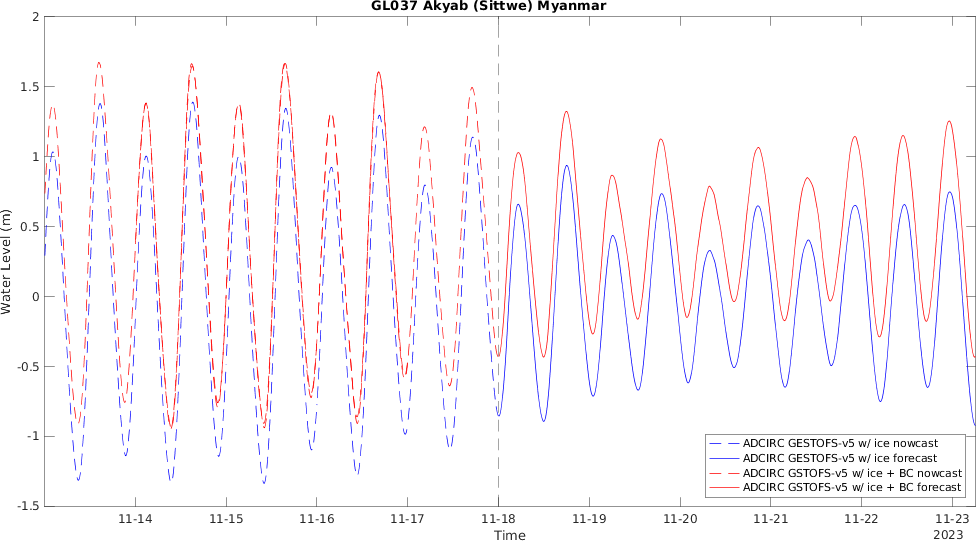 GL037 Akyab (Sittwe) Myanmar
2
1.5
1
0.5
0
-0.5
-1
-1.5
Water Level (m)
11-14 11-15 11-16 11-17 11-18 11-19 11-20 11-21 11-22 11-23
Time
2023
ADCIRC GESTOFS-v5 w/ ice nowcast
ADCIRC GESTOFS-v5 w/ ice forecast
ADCIRC GSTOFS-v5 w/ ice + BC nowcast
ADCIRC GSTOFS-v5 w/ ice + BC forecast